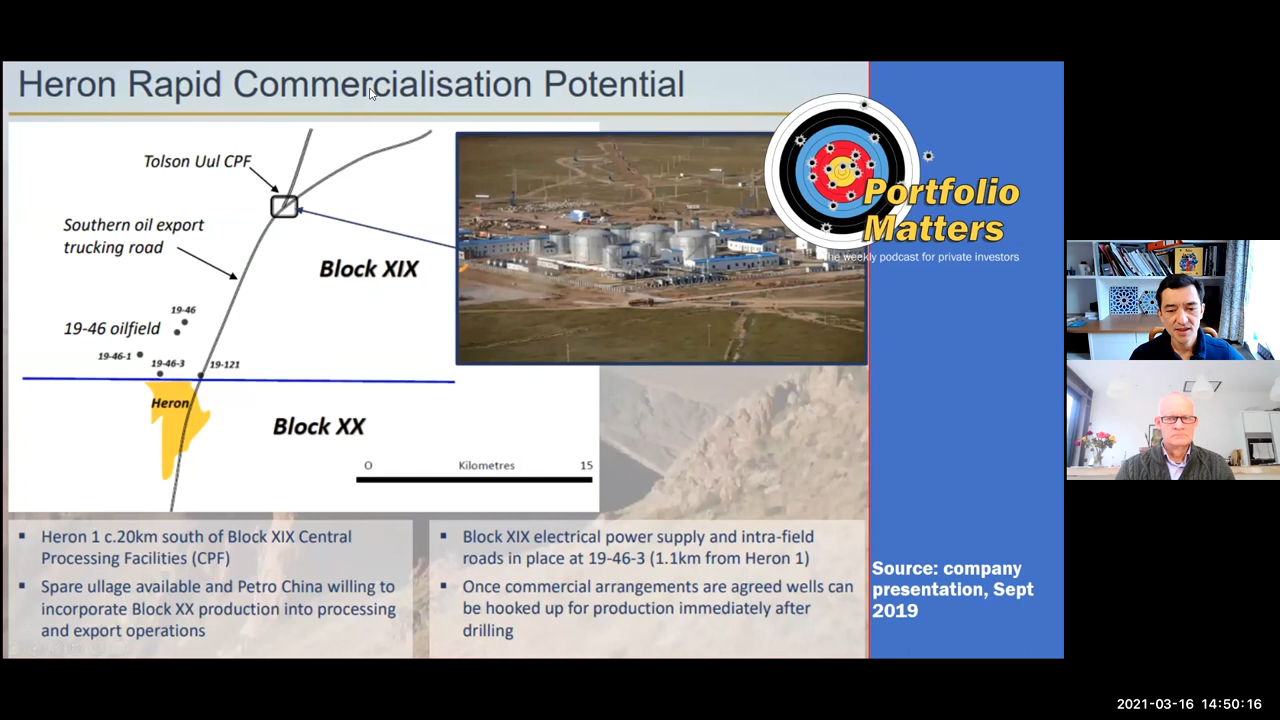 Heron Rapid Commercialisation Potential
Tolson Uul CPF
Southern oil export
trucking road
Block XIX
19-46
19-46 oilfield
19-46-1
19-46-3
19-121
Heron
Block XX
O Kilometres 15
▪ Heron 1 c.20km south of Block XIX Central
Processing Facilities (CPF)
▪ Spare ullage available and Petro China willing to
incorporate Block XX production into processing
and export operations
▪ Block XIX electrical power supply and intra-field
roads in place at 19-46-3 (1.1km from Heron 1)
▪ Once commercial arrangements are agreed wells can
be hooked up for production immediately after
drilling
Portfolio
Matters
The weekly podcast for private investors
Source: company
presentation, Sept
2019
2021-03-16 14:50:16